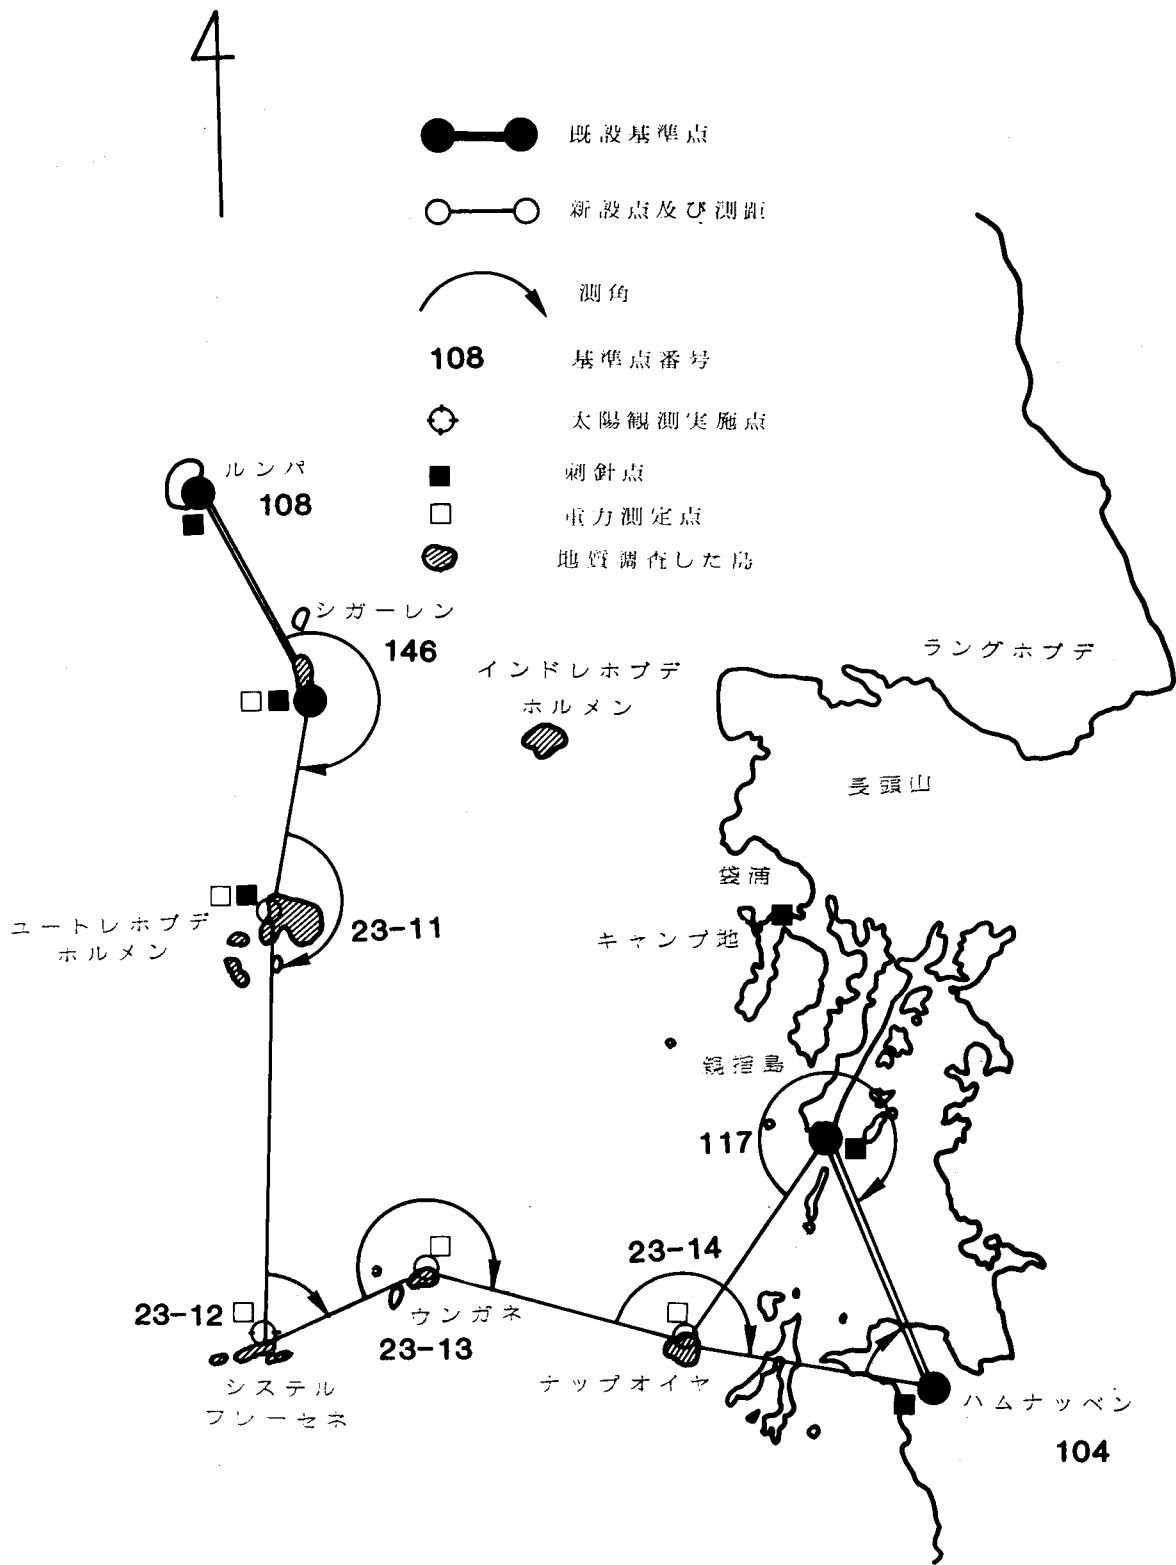 既設基準点
新設点及び測距
測角
108 基準点番号
太陽観測実施点
刺針点
重力測定点
地質調査した島
ルンパ
108
シガーレン
146
インドレホブデ
ホルメン
ラングホブデ
長頭山
袋浦
キャンプ地
ユートレホブデ
ホルメン
23-11
親指島
117
23-14
23-12
ウンガネ
23-13
システル
フレーセネ
ナップオイヤ
ハムナッベン
104